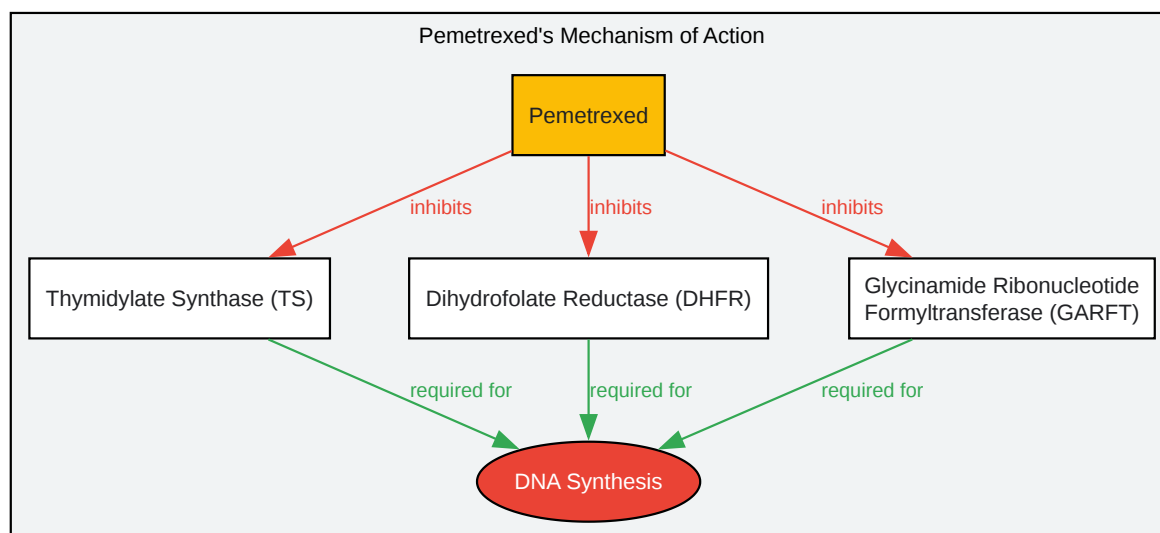 Pemetrexed's Mechanism of Action
Pemetrexed
inhibits
inhibits
inhibits
Thymidylate Synthase (TS)
Dihydrofolate Reductase (DHFR)
Glycinamide Ribonucleotide
Formyltransferase (GARFT)
required for
required for
required for
DNA Synthesis